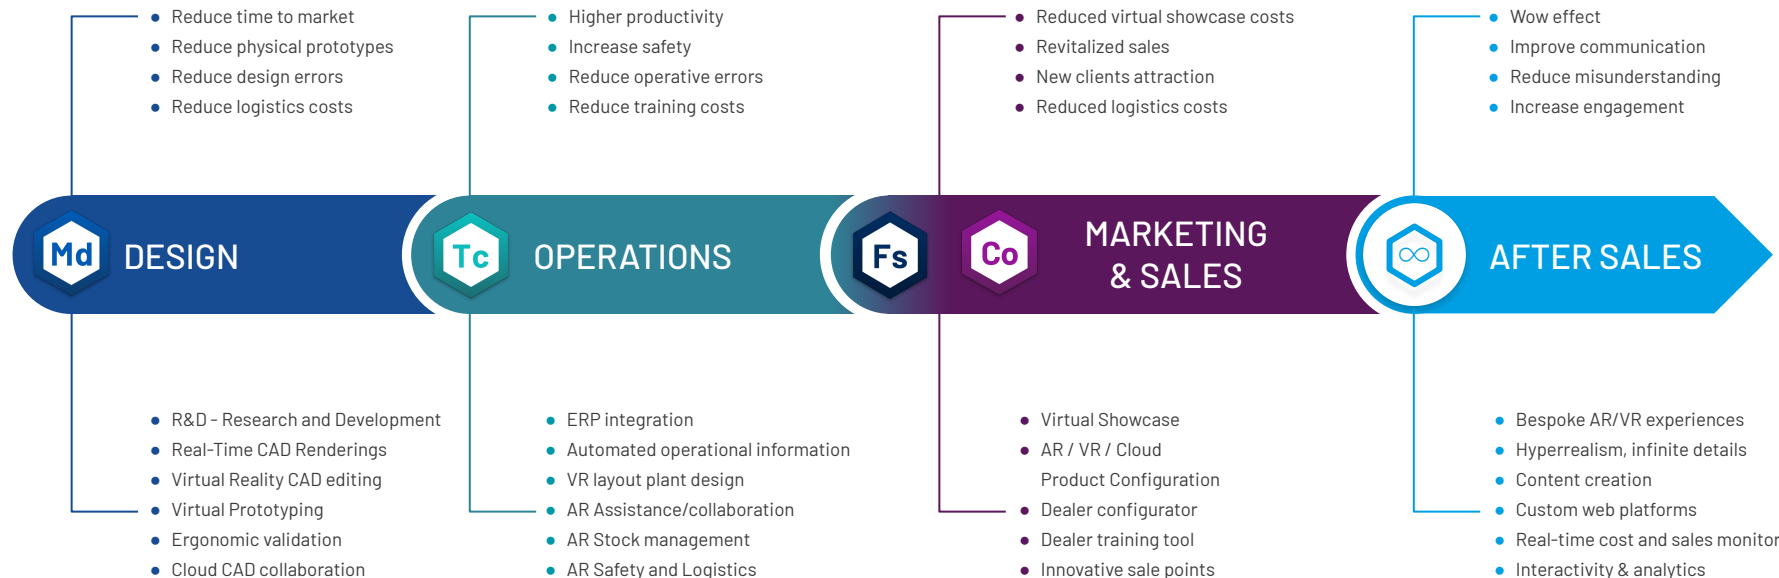 Reduce time to market
Reduce physical prototypes
Reduce design errors
Reduce logistics costs
Higher productivity
Increase safety
Reduce operative errors
Reduce training costs
Reduced virtual showcase costs
Revitalized sales
New clients attraction
Reduced logistics costs
Wow effect
Improve communication
Reduce misunderstanding
Increase engagement
Md DESIGN
Tc OPERATIONS
Fs Co MARKETING
& SALES
AFTER SALES
R&D - Research and Development
Real-Time CAD Renderings
Virtual Reality CAD editing
Virtual Prototyping
Ergonomic validation
Cloud CAD collaboration
ERP integration
Automated operational information
VR layout plant design
AR Assistance/collaboration
AR Stock management
AR Safety and Logistics
Virtual Showcase
AR / VR / Cloud
Product Configuration
Dealer configurator
Dealer training tool
Innovative sale points
Bespoke AR/VR experiences
Hyperrealism, infinite details
Content creation
Custom web platforms
Real-time cost and sales monitor
Interactivity & analytics